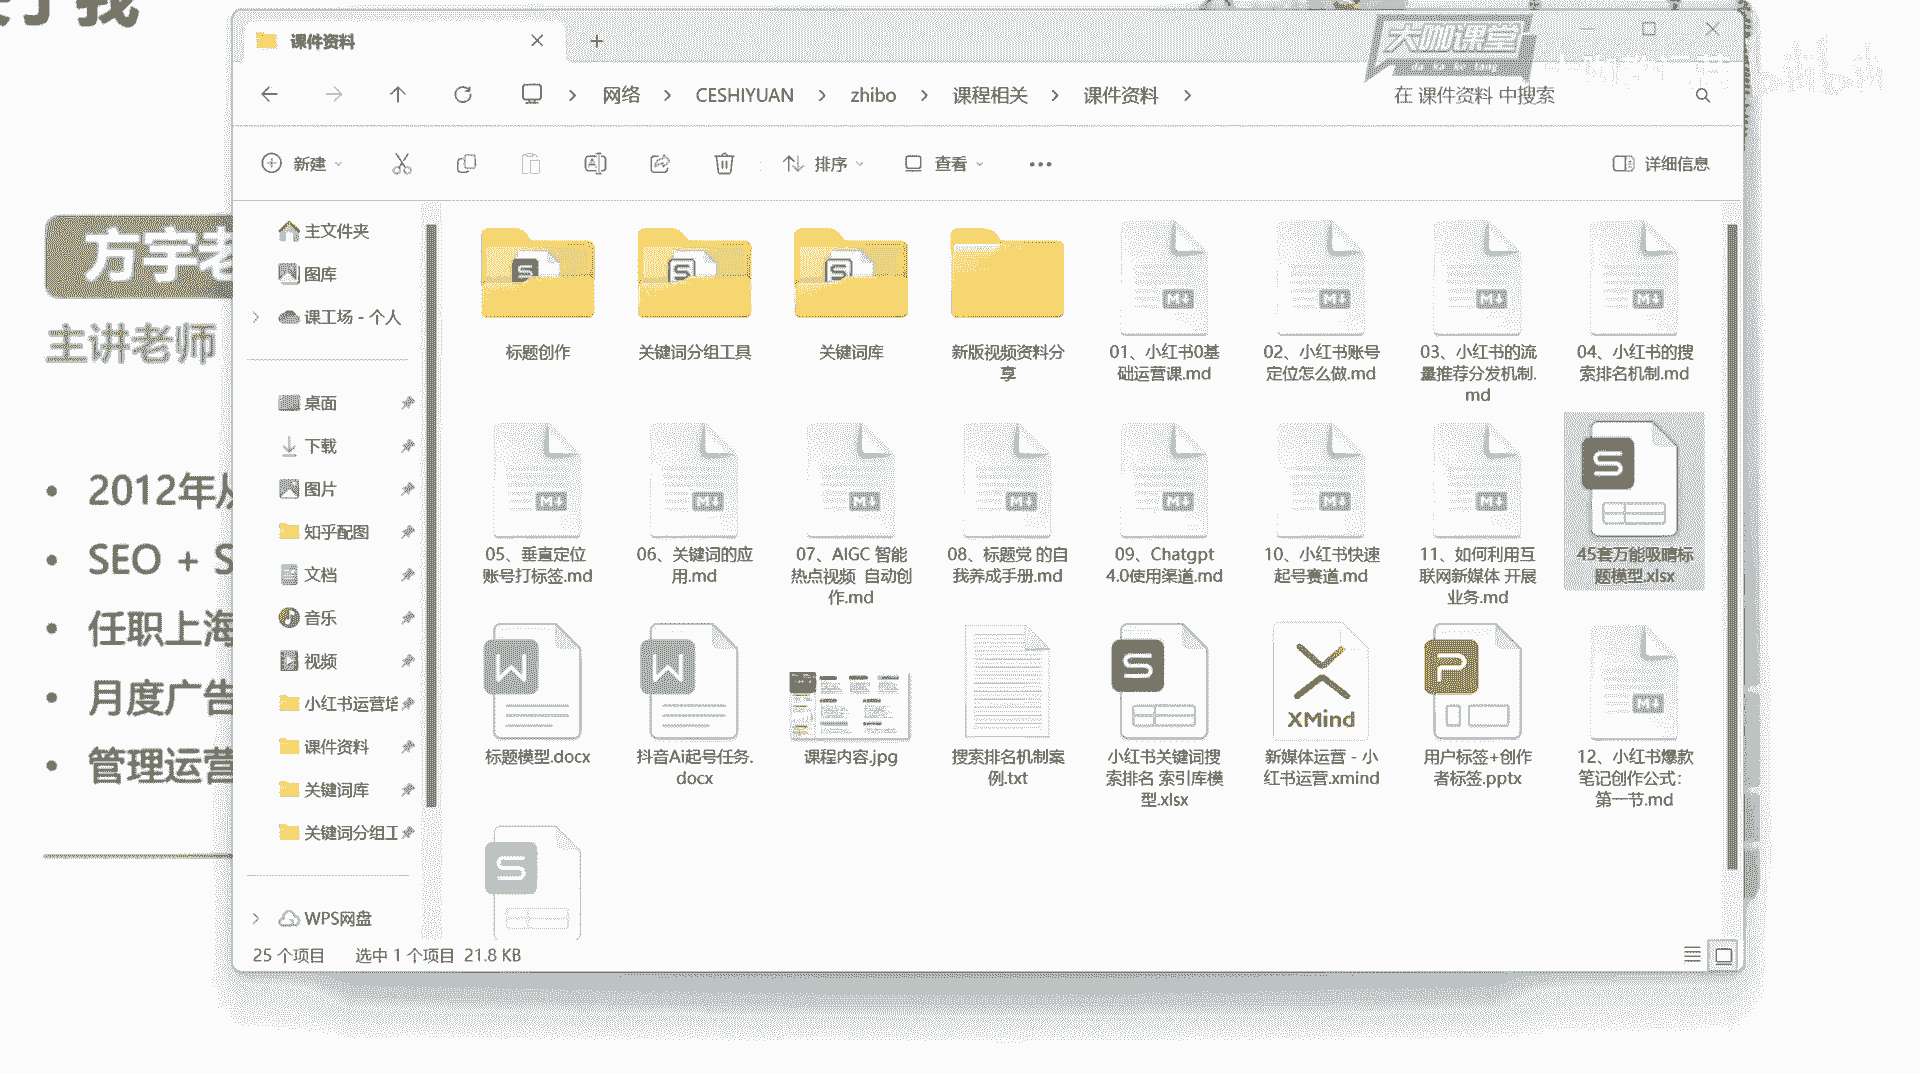 课件资料
大咖课堂
bilibili
网络
CESHIYUAN
zhibo
课程相关
课件资料
在 课件资料 中搜索
新建
排序
查看
详细信息
方宇老
主讲老师
2012年从
SEO + S
任职上海
月度广告
管理运营
主文件夹
图库
课工场 - 个人
桌面
下载
图片
知乎配图
文档
音乐
视频
小红书运营培
课件资料
关键词库
关键词分组工
WPS网盘
标题创作
关键词分组工具
关键词库
新版视频资料分
享
01、小红书0基
础运营课.md
02、小红书账号
定位怎么做.md
03、小红书的流
量推荐分发机制.
md
04、小红书的搜
索排名机制.md
05、垂直定位
账号打标签.md
06、关键词的应
用.md
07、AIGC 智能
热点视频 自动创
作.md
08、标题党 的自
我养成手册.md
09、Chatgpt
4.0使用渠道.md
10、小红书快速
起号赛道.md
11、如何利用互
联网新媒体 开展
业务.md
45套万能吸睛标
题模型.xlsx
标题模型.docx
抖音Ai起号任务.
docx
课程内容.jpg
搜索排名机制案
例.txt
小红书关键词搜
索排名 索引库模
型.xlsx
XMind
新媒体运营 - 小
红书运营.xmind
用户标签+创作
者标签.pptx
12、小红书爆款
笔记创作公式：
第一节.md
25 个项目
选中 1 个项目 21.8 KB